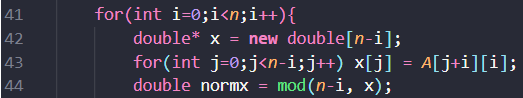 41 for(int i=0;i<n;i++){
42 double* x = new double[n-i];
43 for(int j=0;j<n-i;j++) x[j] = A[j+i][i];
44 double normx = mod(n-i, x);